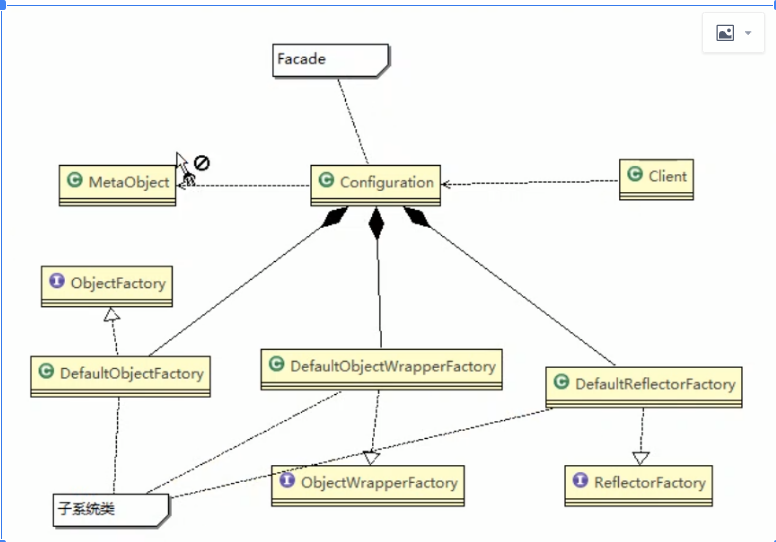 Facade
MetaObject
Configuration
Client
ObjectFactory
DefaultObjectFactory
DefaultObjectWrapperFactory
DefaultReflectorFactory
ObjectWrapperFactory
ReflectorFactory
子系统类